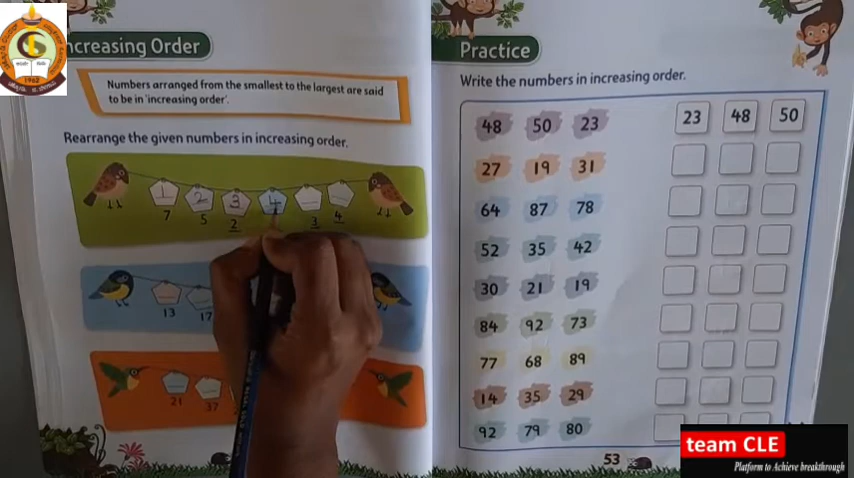 ncreasing Order
Numbers arranged from the smallest to the largest are said
to be in 'increasing order'.
Rearrange the given numbers in increasing order.
1 2 3 4
7 5 2 3 4
13 17
21 37
1962
Practice
Write the numbers in increasing order.
48 50 23 23 48 50
27 19 31
64 87 78
52 35 42
30 21 19
84 92 73
77 68 89
14 35 29
92 79 80
53
team CLE
Platform to Achieve breakthrough